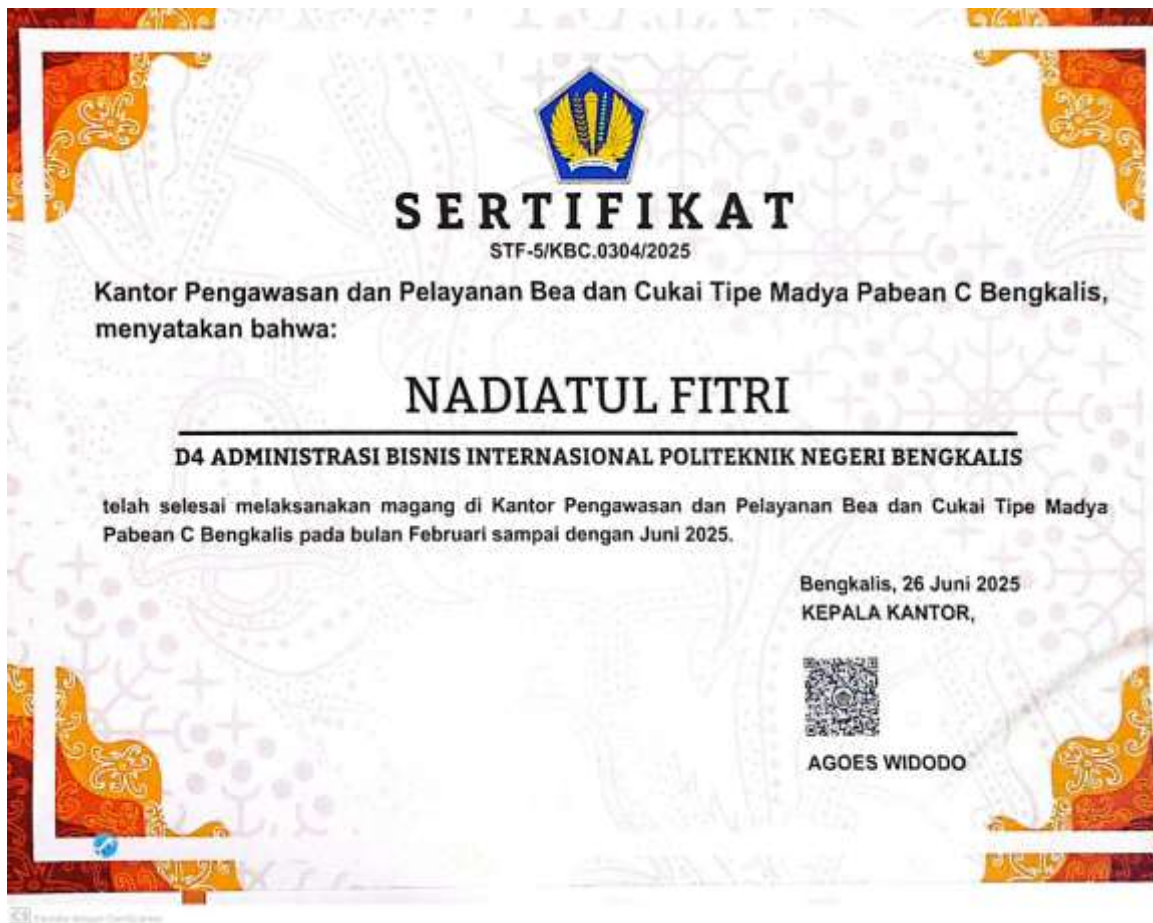 SERTIFIKAT
STF-5/KBC.0304/2025
Kantor Pengawasan dan Pelayanan Bea dan Cukai Tipe Madya Pabean C Bengkalis,
menyatakan bahwa:
NADIATUL FITRI
D4 ADMINISTRASI BISNIS INTERNASIONAL POLITEKNIK NEGERI BENGKALIS
telah selesai melaksanakan magang di Kantor Pengawasan dan Pelayanan Bea dan Cukai Tipe Madya
Pabean C Bengkalis pada bulan Februari sampai dengan Juni 2025.
Bengkalis, 26 Juni 2025
KEPALA KANTOR,
AGOES WIDODO